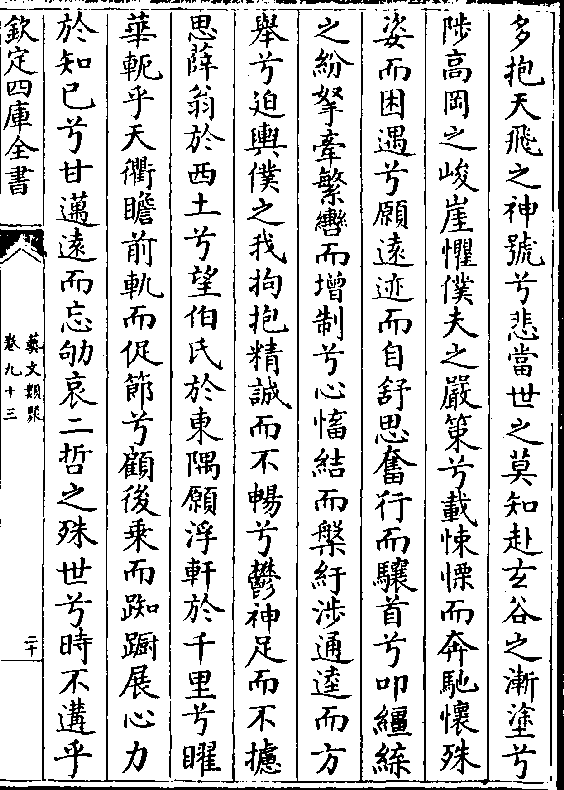 多抱天飛之神號兮悲當世之莫知赴玄谷之漸塗兮
陟高岡之峻崖懼僕夫之嚴策兮載悚慄而奔馳懷殊
姿而困遇兮願遠迹而自舒思奮行而驤首兮叩繮緤
之紛拏牽繁轡而增制兮心慉結而槃紆涉通逵而方
舉兮迫輿僕之我拘抱精誠而不暢兮鬱神足而不攄
思薛翁於西土兮望伯氏於東隅願浮軒於千里兮曜
華軛乎天衢瞻前軌而促節兮顧後乘而踟蹰展心力
於知己兮甘邁遠而忘劬哀二哲之殊世兮時不遘乎
欽定四庫全書
藝文類聚
卷九十三
二十